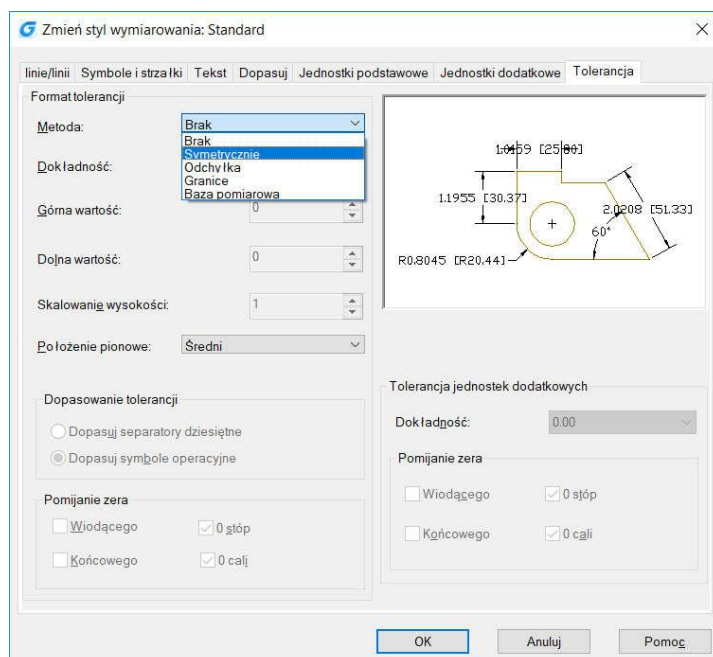 Zmień styl wymiarowania: Standard
linie/linii Symbole i strzałki Tekst Dopasuj Jednostki podstawowe Jednostki dodatkowe Tolerancja
Format tolerancji
Metoda: Brak
Brak
Symetrycznie
Dokładność:
Odchyłka
Granice
Baza pomiarowa
Górna wartość: 0
Dolna wartość: 0
Skalowanie wysokości: 1
Położenie pionowe: Średni
Dopasowanie tolerancji
Dopasuj separatory dziesiętne
Dopasuj symbole operacyjne
Pomijanie zera
Wiodącego 0 stóp
Końcowego 0 cali
1.1955 [30.37]
2.0208 [51.33]
60°
R0.8045 [R20.44]
Tolerancja jednostek dodatkowych
Dokładność: 0.00
Pomijanie zera
Wiodącego 0 stóp
Końcowego 0 cali
OK Anuluj Pomoc